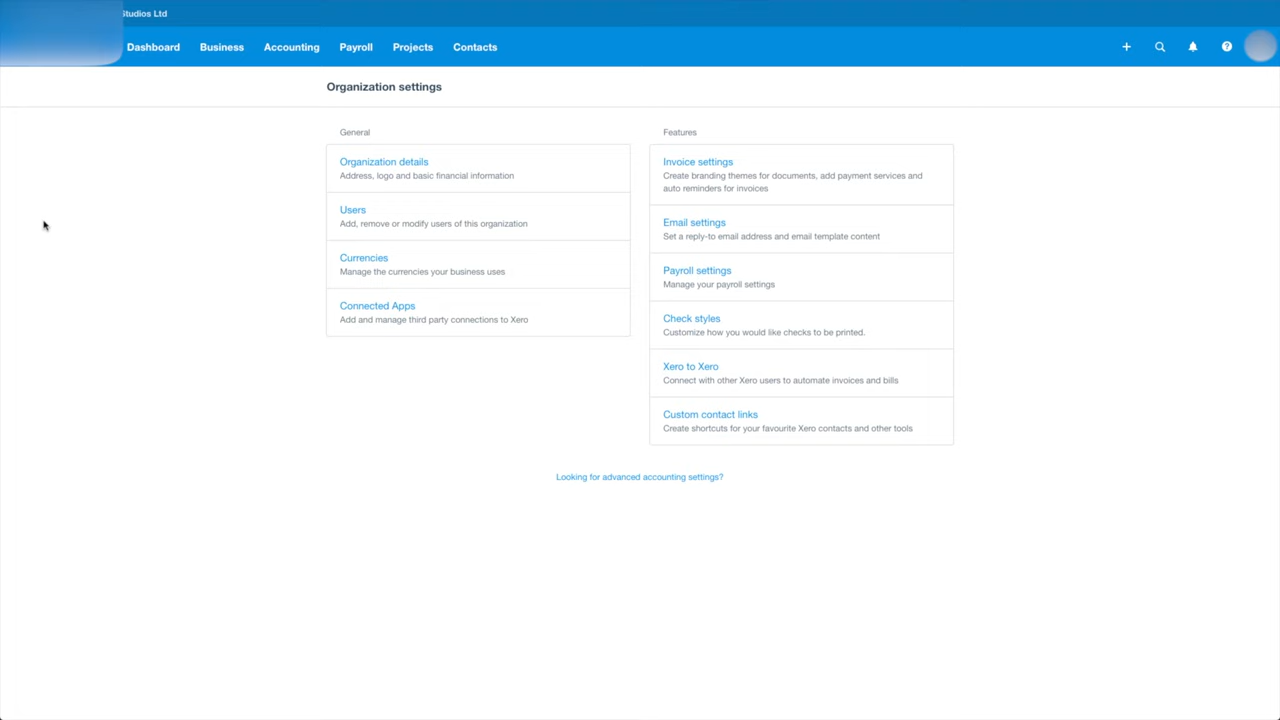 Studios Ltd
Dashboard Business Accounting Payroll Projects Contacts
Organization settings
General
Organization details
Address, logo and basic financial information
Users
Add, remove or modify users of this organization
Currencies
Manage the currencies your business uses
Connected Apps
Add and manage third party connections to Xero
Features
Invoice settings
Create branding themes for documents, add payment services and
auto reminders for invoices
Email settings
Set a reply-to email address and email template content
Payroll settings
Manage your payroll settings
Check styles
Customize how you would like checks to be printed.
Xero to Xero
Connect with other Xero users to automate invoices and bills
Custom contact links
Create shortcuts for your favourite Xero contacts and other tools
Looking for advanced accounting settings?